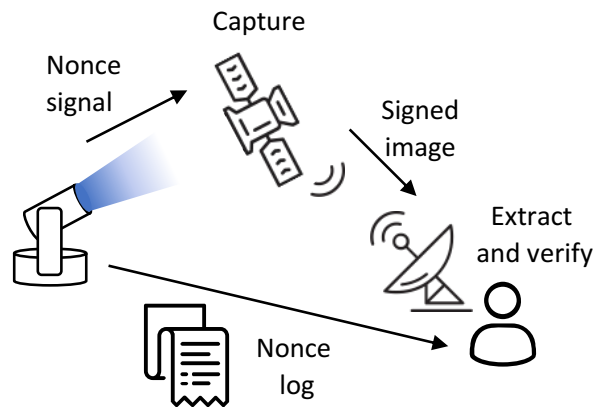 Capture
Nonce
signal
Signed
image
Extract
and verify
Nonce
log